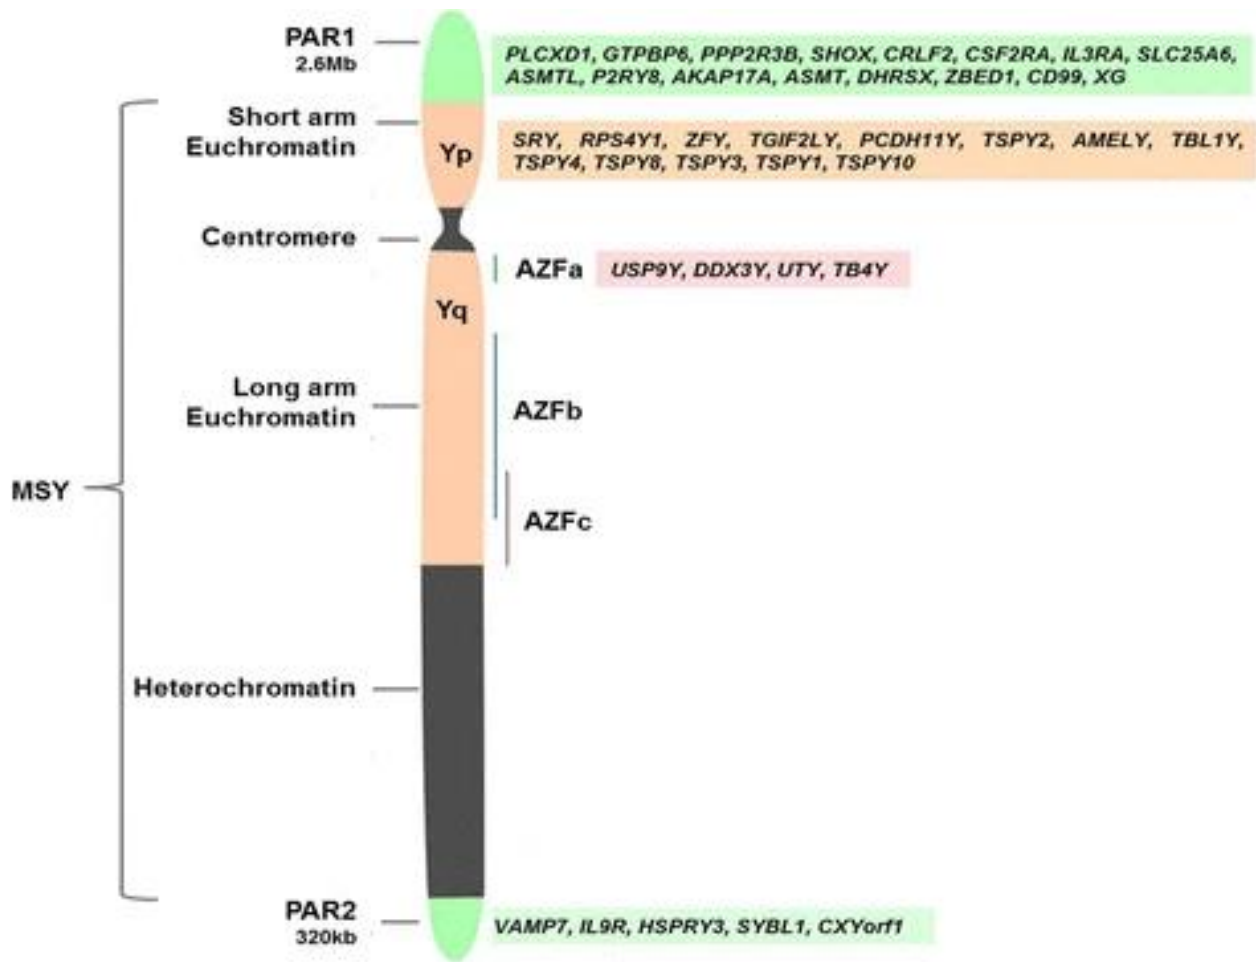 PAR1
2.6Mb
PLCXD1, GTPBP6, PPP2R3B, SHOX, CRLF2, CSF2RA, IL3RA, SLC25A6,
ASMTL, P2RY8, AKAP17A, ASMT, DHRSX, ZBED1, CD99, XG
Short arm
Euchromatin
Yp
SRY, RPS4Y1, ZFY, TGIF2LY, PCDH11Y, TSPY2, AMELY, TBL1Y,
TSPY4, TSPY8, TSPY3, TSPY1, TSPY10
Centromere
AZFa
USP9Y, DDX3Y, UTY, TB4Y
Yq
Long arm
Euchromatin
AZFb
MSY
AZFc
Heterochromatin
PAR2
320kb
VAMP7, IL9R, HSPRY3, SYBL1, CXYorf1